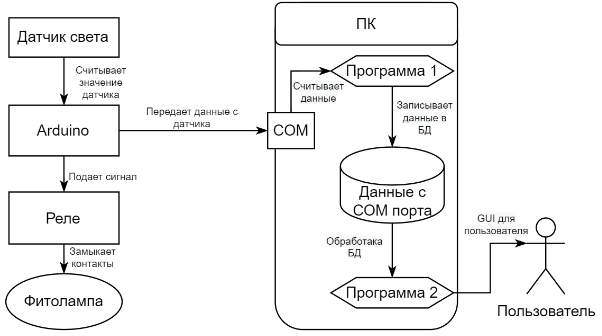 Датчик света
Считывает
значение
датчика
Arduino
Подает сигнал
Реле
Замыкает
контакты
Фитолампа
Передает данные с
датчика
ПК
COM
Считывает
данные
Программа 1
Записывает
данные в
БД
Данные с
COM порта
Обработака
БД
Программа 2
GUI для
пользователя
Пользователь